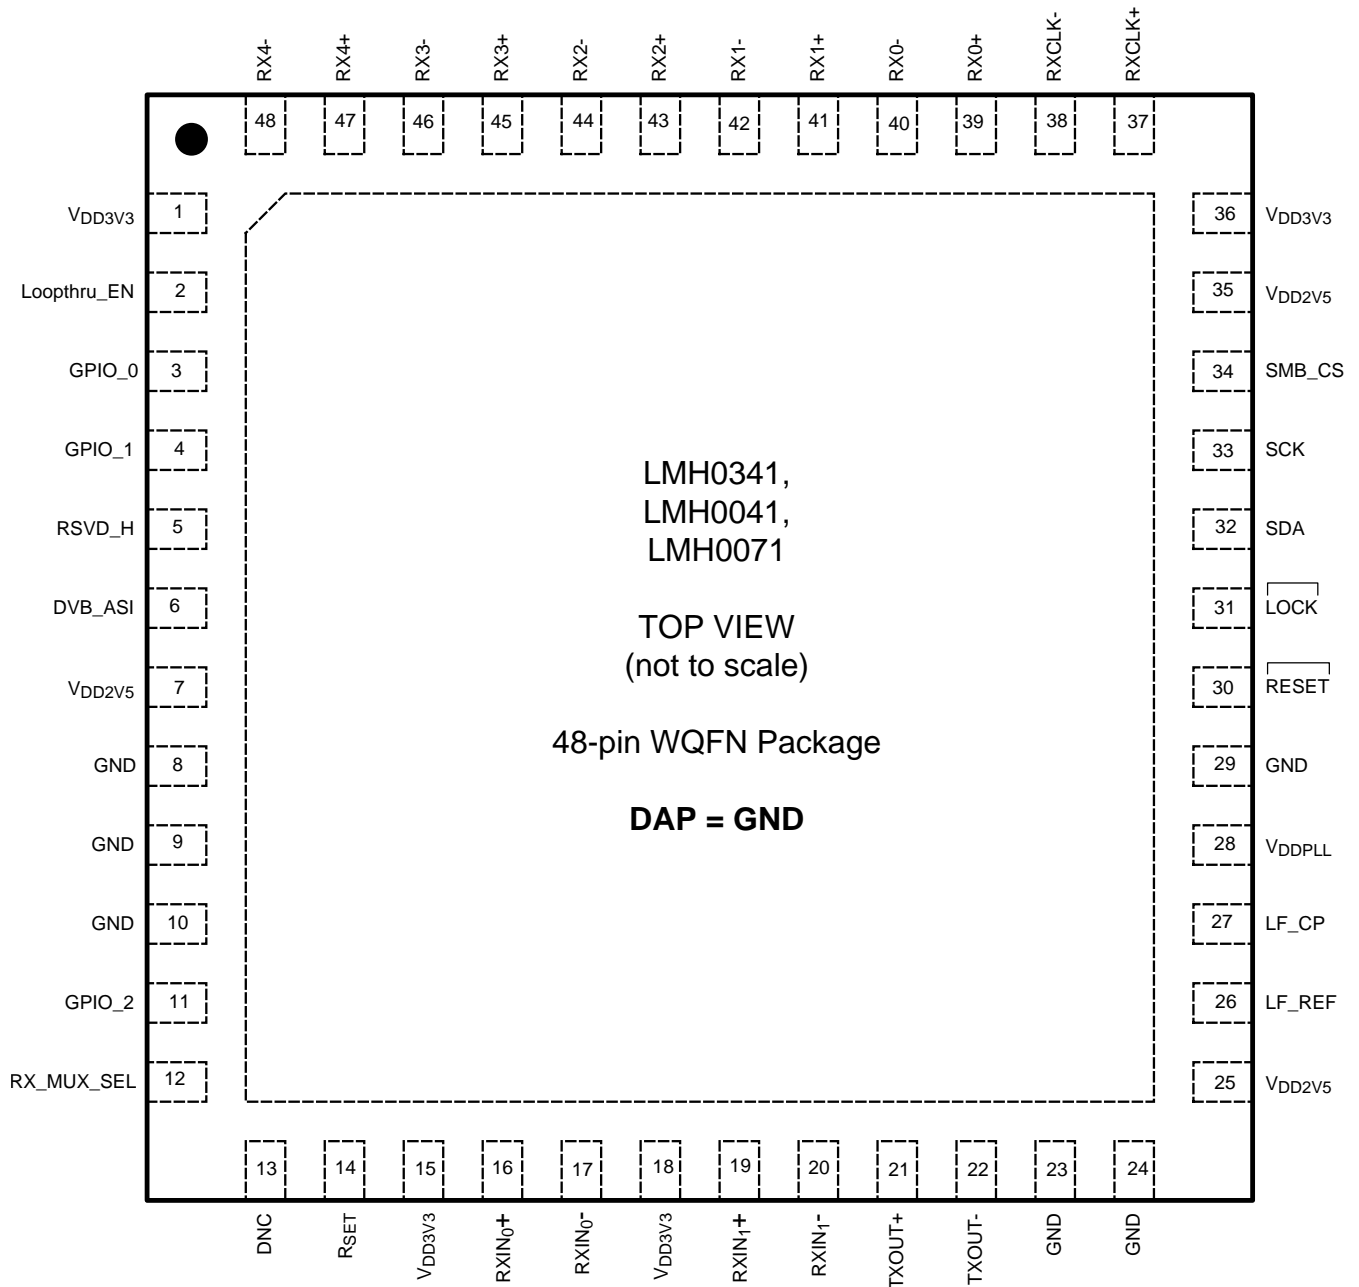 RX4-
RX4+
RX3-
RX3+
RX2-
RX2+
RX1-
RX1+
RX0-
RX0+
RXCLK-
RXCLK+
48
47
46
45
44
43
42
41
40
39
38
37
VDD3V3 1
Loopthru_EN 2
GPIO_0 3
GPIO_1 4
RSVD_H 5
DVB_ASI 6
VDD2V5 7
GND 8
GND 9
GND 10
GPIO_2 11
RX_MUX_SEL 12
LMH0341,
LMH0041,
LMH0071
TOP VIEW
(not to scale)
48-pin WQFN Package
DAP = GND
36 VDD3V3
35 VDD2V5
34 SMB_CS
33 SCK
32 SDA
31 LOCK
30 RESET
29 GND
28 VDDPLL
27 LF_CP
26 LF_REF
25 VDD2V5
13
14
15
16
17
18
19
20
21
22
23
24
DNC
RSET
VDD3V3
RXIN0+
RXIN0-
VDD3V3
RXIN1+
RXIN1-
TXOUT+
TXOUT-
GND
GND